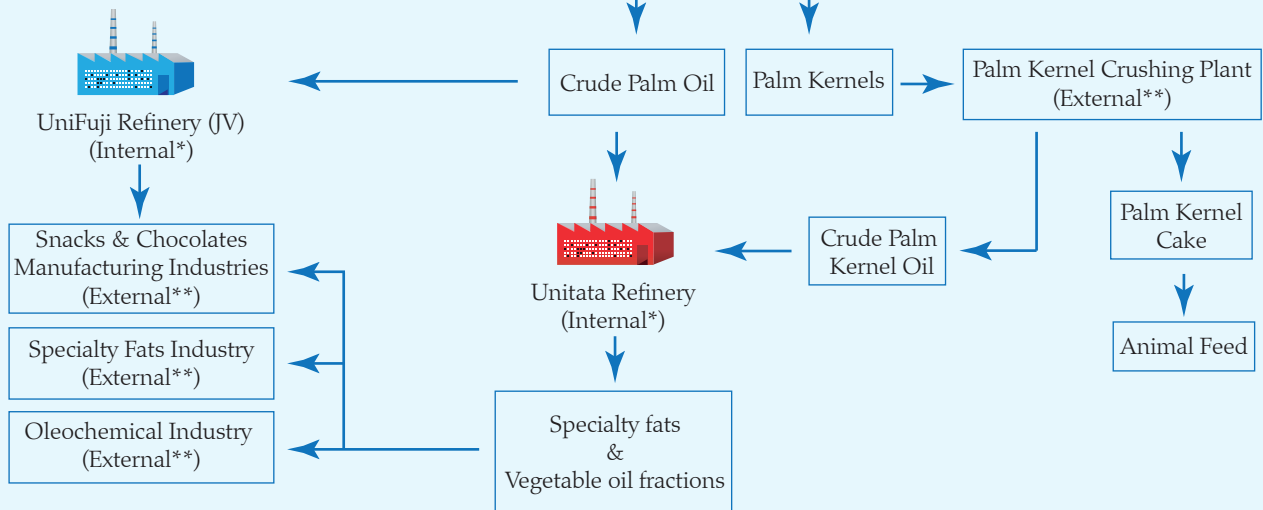 Crude Palm Oil
Palm Kernels
Palm Kernel Crushing Plant
(External**)
UniFuji Refinery (JV)
(Internal*)
Snacks & Chocolates
Manufacturing Industries
(External**)
Specialty Fats Industry
(External**)
Oleochemical Industry
(External**)
Unitata Refinery
(Internal*)
Crude Palm
Kernel Oil
Palm Kernel
Cake
Animal Feed
Specialty fats
&
Vegetable oil fractions